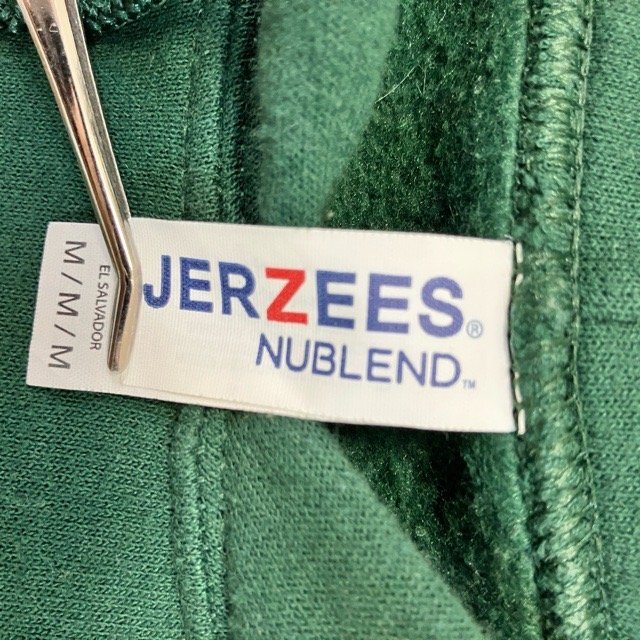 JERZEES®
NUBLEND™
EL SALVADOR
M / M / M